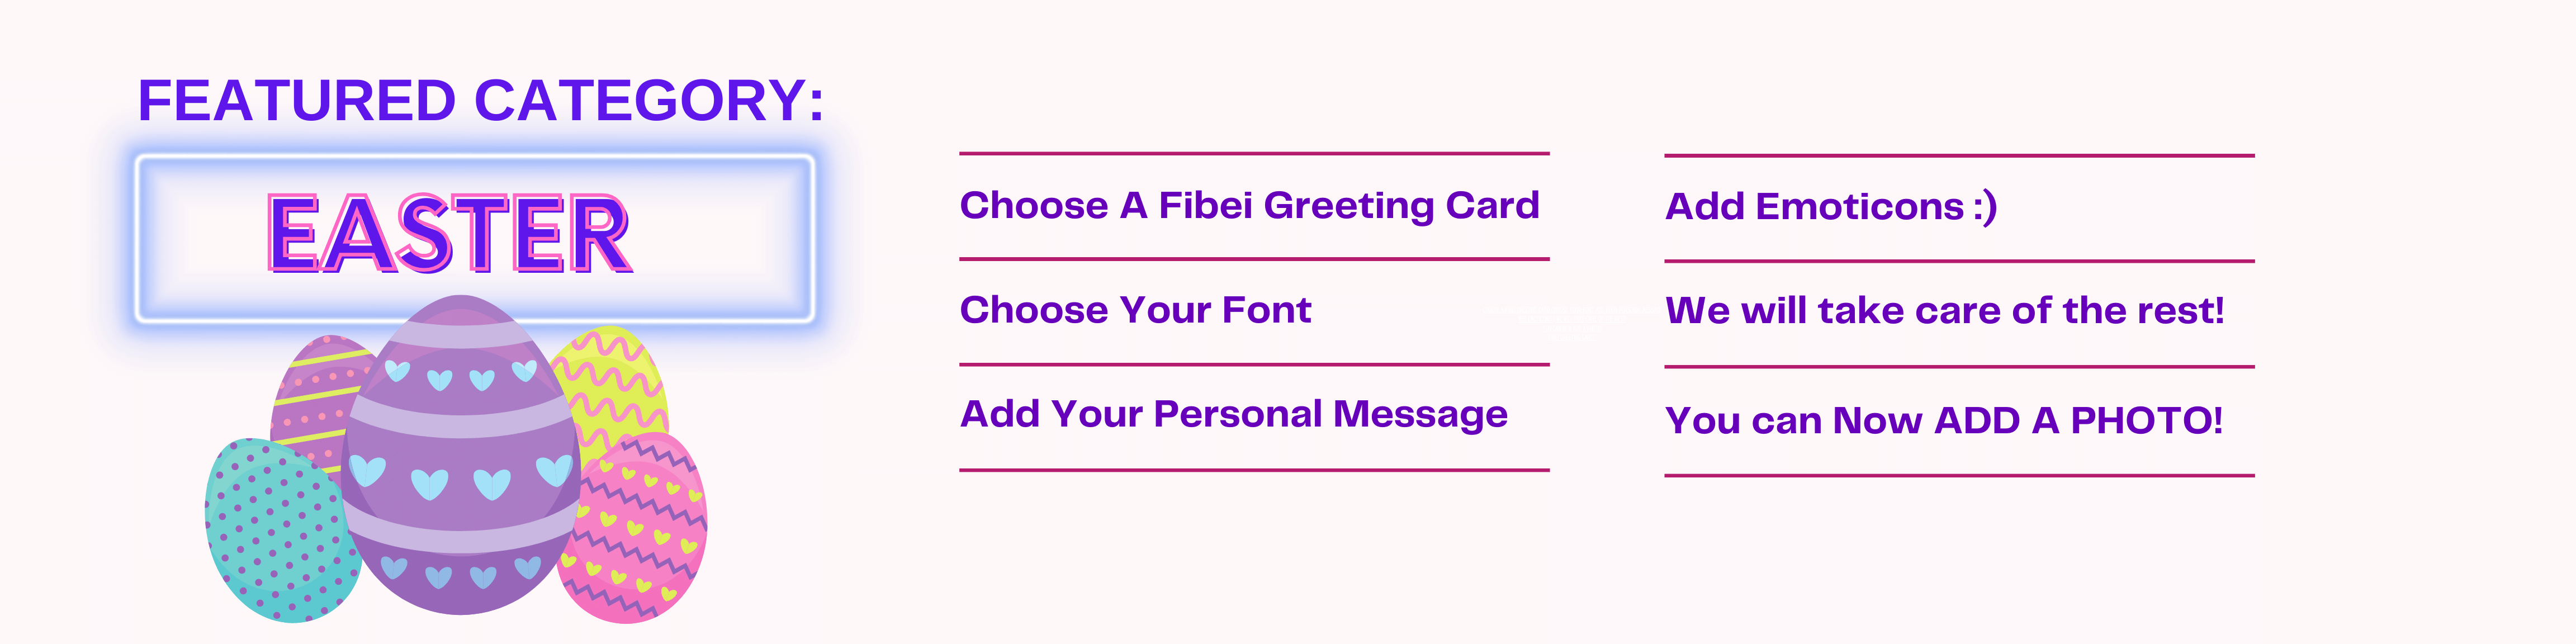 FEATURED CATEGORY:
EASTER
Choose A Fibei Greeting Card
Choose Your Font
Add Your Personal Message
Add Emoticons :)
We will take care of the rest!
You can Now ADD A PHOTO!